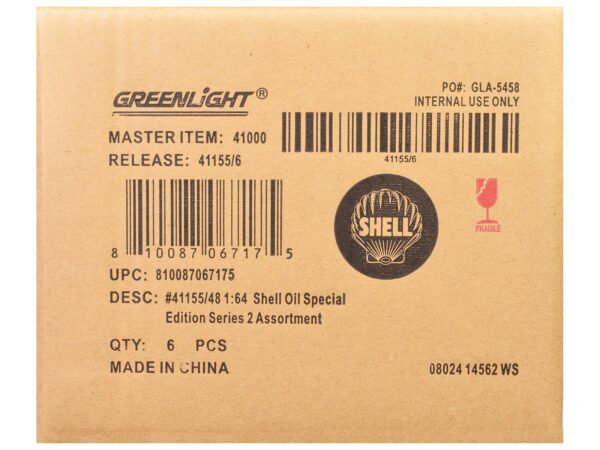 GREENLiGHT®
PO#: GLA-5458
INTERNAL USE ONLY
MASTER ITEM: 41000
RELEASE: 41155/6
41155/6
SHELL
FRAGILE
8 10087 06717 5
UPC: 810087067175
DESC: #41155/48 1:64 Shell Oil Special
Edition Series 2 Assortment
QTY: 6 PCS
MADE IN CHINA
08024 14562 WS